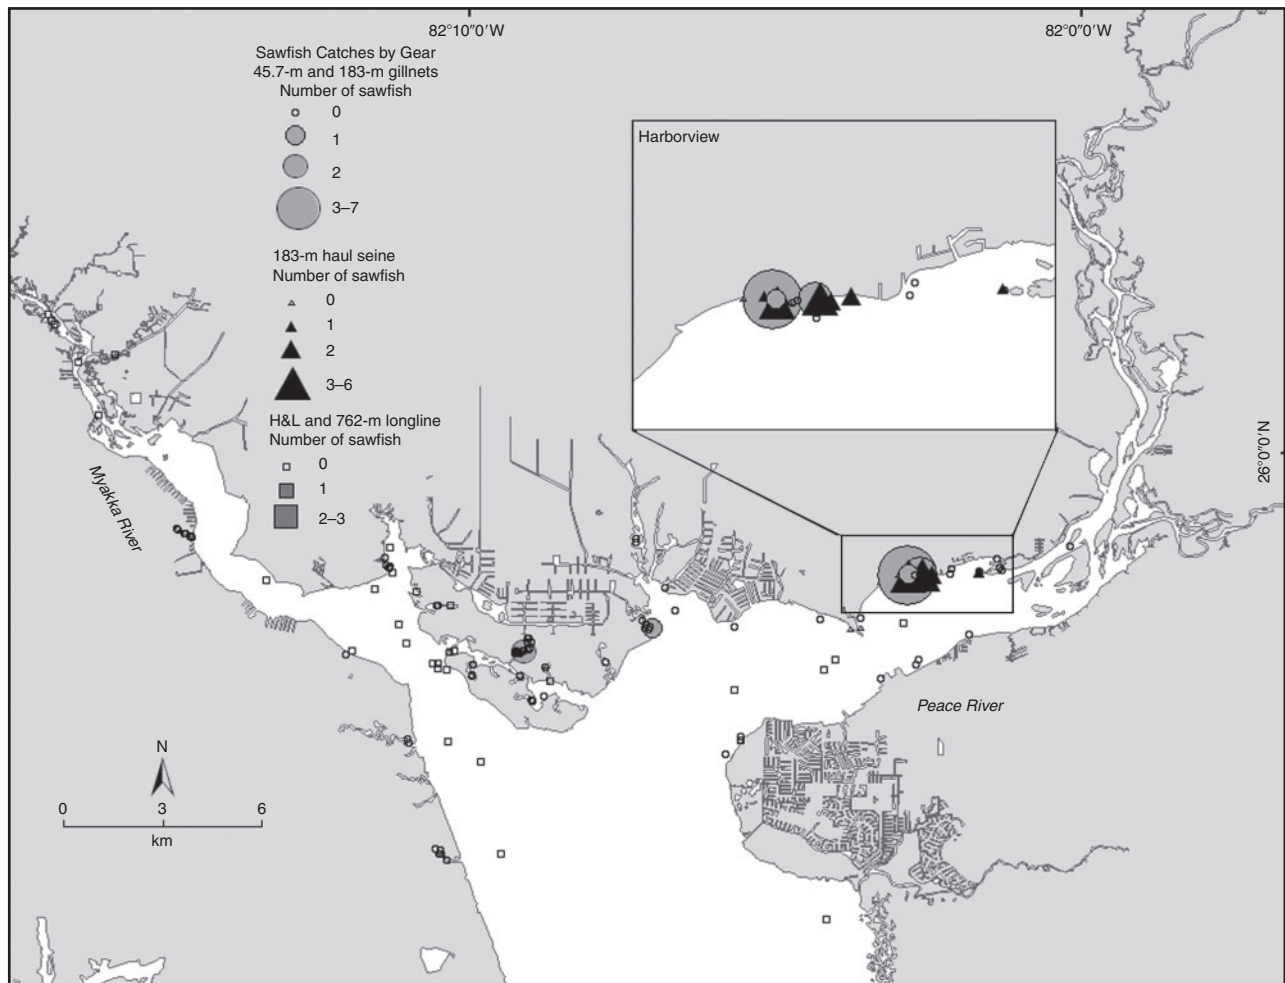 82°10″0′W
82°0″0′W
Sawfish Catches by Gear
45.7-m and 183-m gillnets
Number of sawfish
0
1
2
3–7
183-m haul seine
Number of sawfish
0
1
2
3–6
H&L and 762-m longline
Number of sawfish
0
1
2–3
Harborview
26°0″0′N
Myakka River
Peace River
N
0 3 6
km